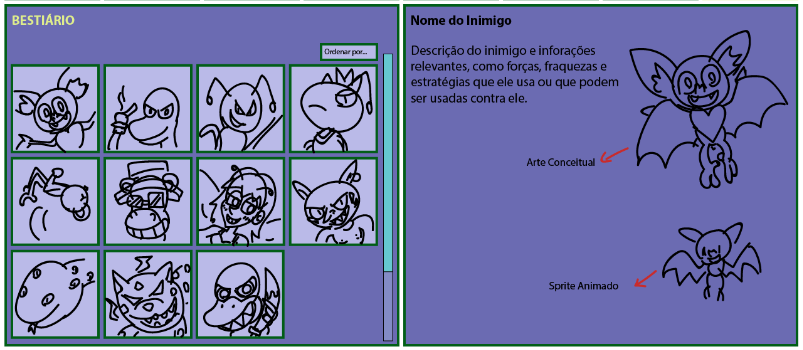 BESTIÁRIO
Ordenar por...
Nome do Inimigo
Descrição do inimigo e inforações
relevantes, como forças, fraquezas e
estratégias que ele usa ou que podem
ser usadas contra ele.
Arte Conceitual
Sprite Animado